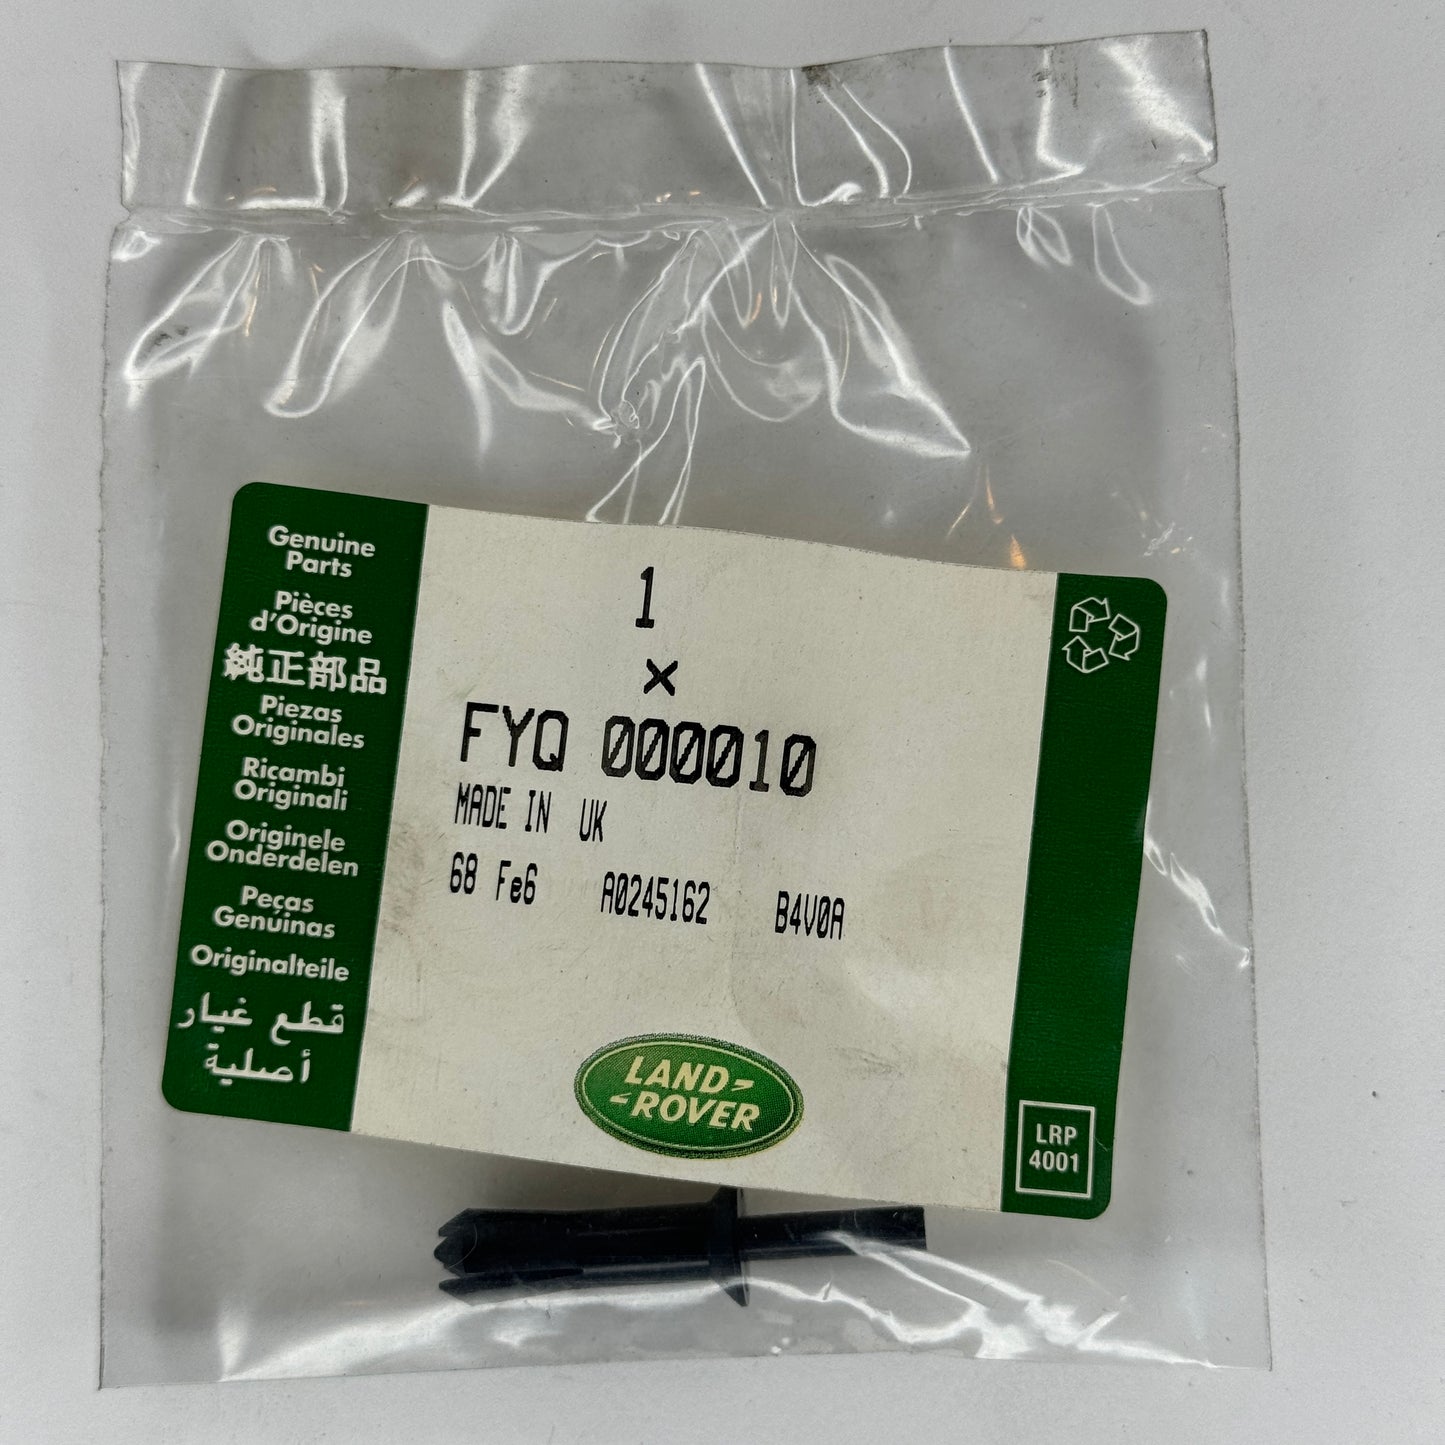 Genuine
Parts
Pièces
d'Origine
純正部品
Piezas
Originales
Ricambi
Originali
Originele
Onderdelen
Peças
Genúinas
Originalteile
قطع غيار
أصلية
1
x
FYQ 000010
MADE IN UK
68 Fe6 A0245162 B4V0A
LAND-
-ROVER
LRP
4001